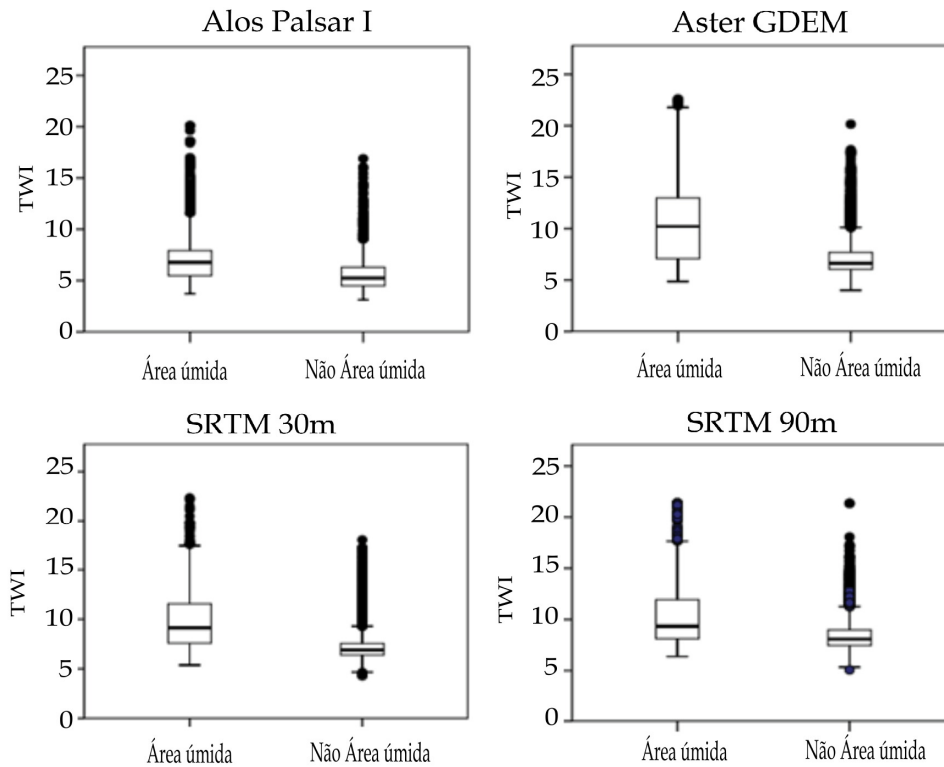 Alos Palsar I
25
20
15
10
5
0
TWI
Área úmida
Não Área úmida
Aster GDEM
25
20
15
10
5
0
TWI
Área úmida
Não Área úmida
SRTM 30m
25
20
15
10
5
0
TWI
Área úmida
Não Área úmida
SRTM 90m
25
20
15
10
5
0
TWI
Área úmida
Não Área úmida